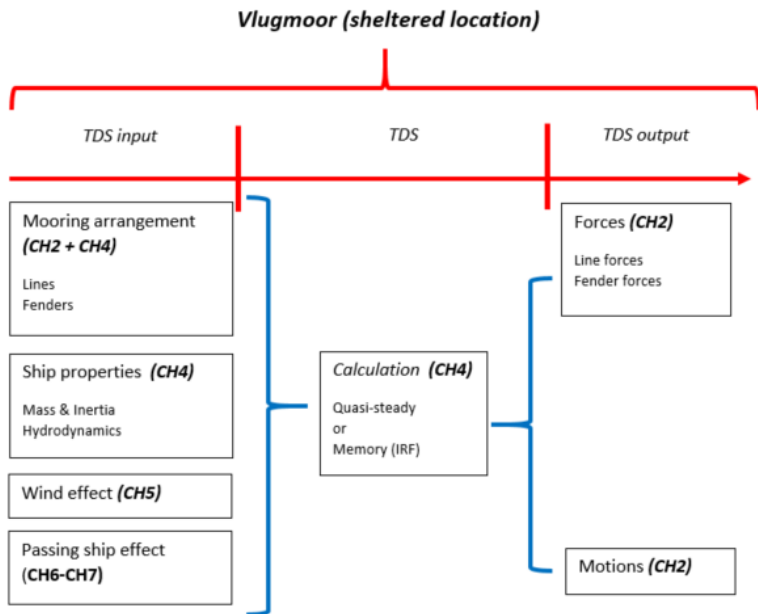 Vlugmoor (sheltered location)
TDS input
TDS
TDS output
Mooring arrangement
(CH2 + CH4)
Lines
Fenders
Ship properties (CH4)
Mass & Inertia
Hydrodynamics
Wind effect (CH5)
Passing ship effect
(CH6-CH7)
Calculation (CH4)
Quasi-steady
or
Memory (IRF)
Forces (CH2)
Line forces
Fender forces
Motions (CH2)